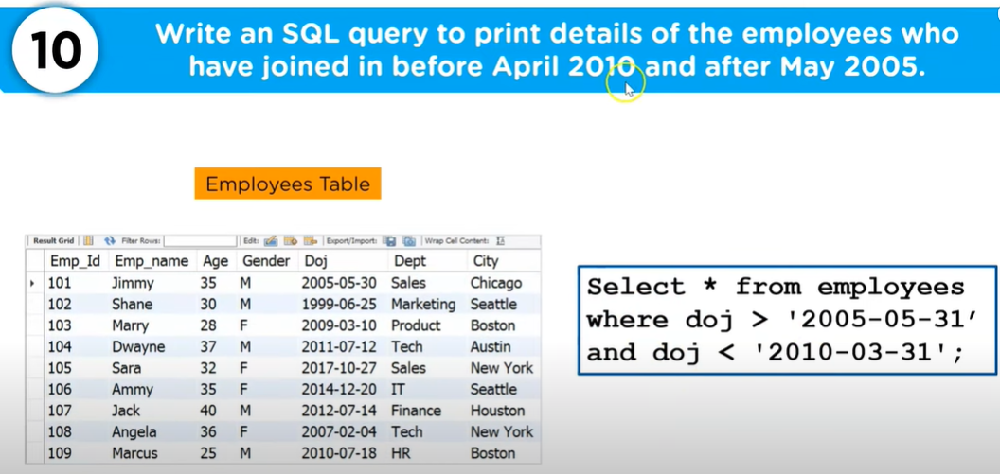 10
Write an SQL query to print details of the employees who
have joined in before April 2010 and after May 2005.
Employees Table
Result Grid Filter Rows: Edit: Export/Import: Wrap Cell Content:
Emp_Id Emp_name Age Gender Doj Dept City
101 Jimmy 35 M 2005-05-30 Sales Chicago
102 Shane 30 M 1999-06-25 Marketing Seattle
103 Marry 28 F 2009-03-10 Product Boston
104 Dwayne 37 M 2011-07-12 Tech Austin
105 Sara 32 F 2017-10-27 Sales New York
106 Ammy 35 F 2014-12-20 IT Seattle
107 Jack 40 M 2012-07-14 Finance Houston
108 Angela 36 F 2007-02-04 Tech New York
109 Marcus 25 M 2010-07-18 HR Boston
Select * from employees
where doj > '2005-05-31’
and doj < '2010-03-31';